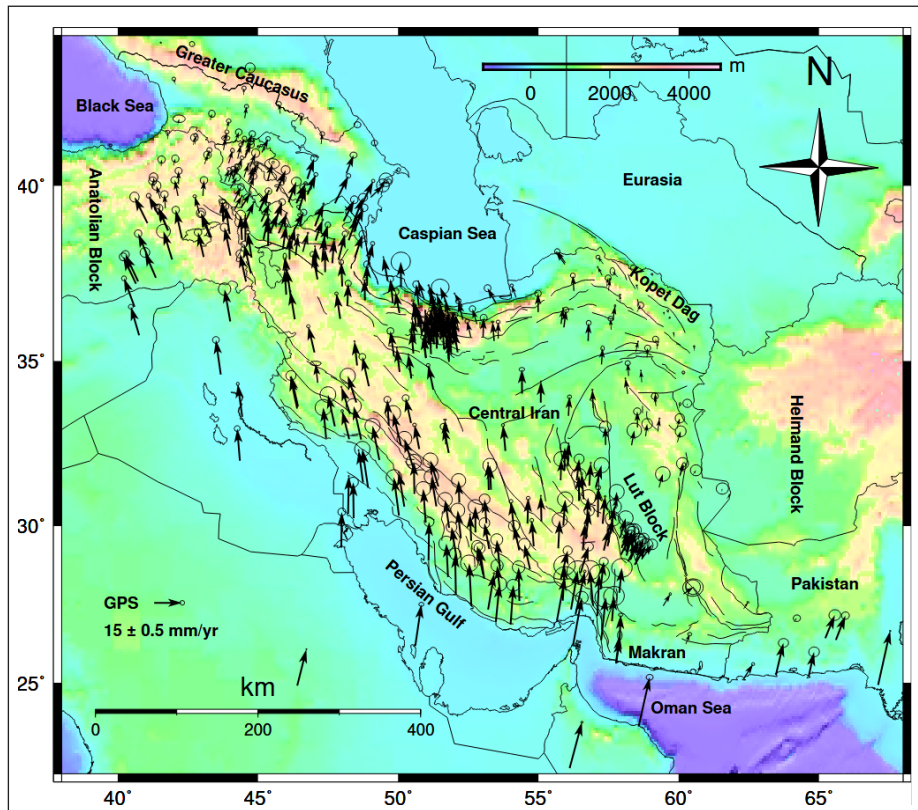 Greater Caucasus
m
N
0
2000
4000
Black Sea
40°
Anatolian Block
Eurasia
Caspian Sea
Kopet Dag
35°
Central Iran
Helmand Block
Lut Block
30°
Persian Gulf
Pakistan
GPS
15 ± 0.5 mm/yr
Makran
25°
km
Oman Sea
0
200
400
40°
45°
50°
55°
60°
65°